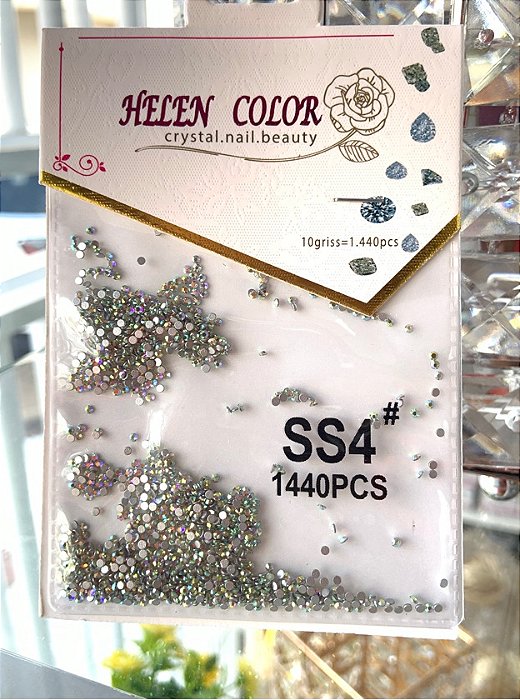 HELEN COLOR
crystal.nail.beauty
10griss=1.440pcs
SS4#
1440PCS